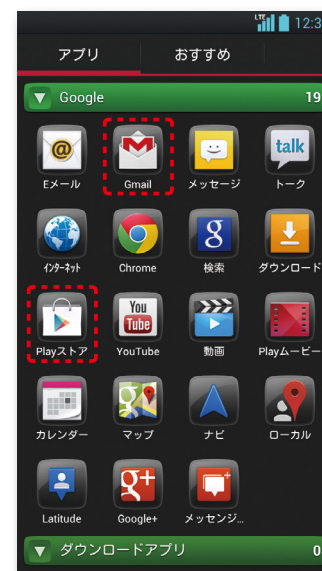 LTE 12:3
アプリ おすすめ
Google 19
@ M talk
Eメール Gmail メッセージ トーク
g
インターネット Chrome 検索 ダウンロード
You Tube
Playストア YouTube 動画 Playムービー
カレンダー マップ ナビ ローカル
g+
Latitude Google+ メッセンジ...
ダウンロードアプリ 0